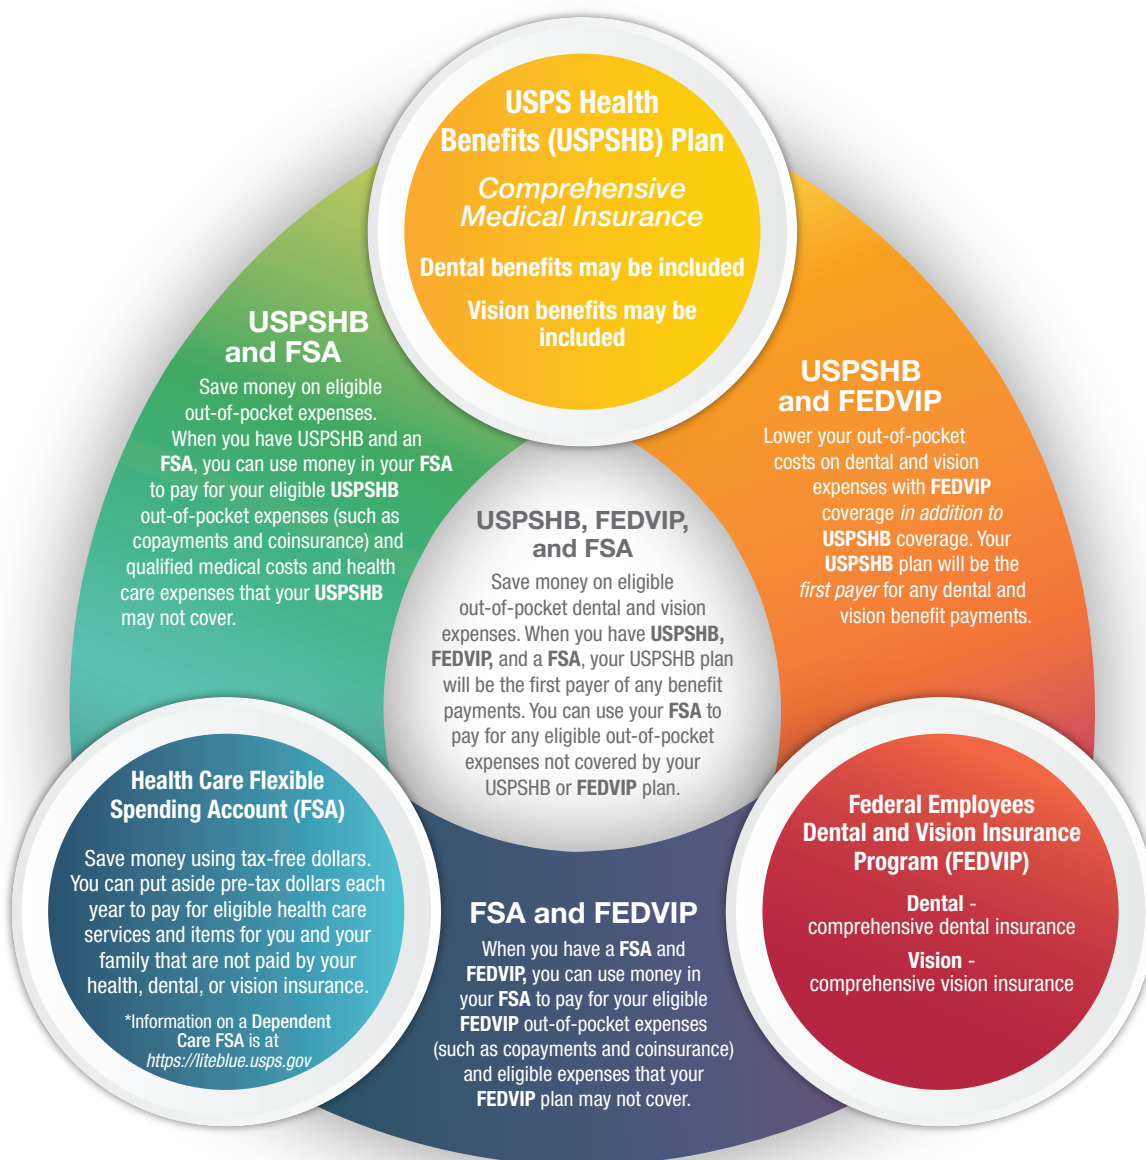 USPS Health
Benefits (USPSHB) Plan
Comprehensive
Medical Insurance
Dental benefits may be included
Vision benefits may be
included
USPSHB
and FSA
Save money on eligible
out-of-pocket expenses.
When you have USPSHB and an
FSA, you can use money in your FSA
to pay for your eligible USPSHB
out-of-pocket expenses (such as
copayments and coinsurance) and
qualified medical costs and health
care expenses that your USPSHB
may not cover.
USPSHB
and FEDVIP
Lower your out-of-pocket
costs on dental and vision
expenses with FEDVIP
coverage in addition to
USPSHB coverage. Your
USPSHB plan will be the
first payer for any dental and
vision benefit payments.
USPSHB, FEDVIP,
and FSA
Save money on eligible
out-of-pocket dental and vision
expenses. When you have USPSHB,
FEDVIP, and a FSA, your USPSHB plan
will be the first payer of any benefit
payments. You can use your FSA to
pay for any eligible out-of-pocket
expenses not covered by your
USPSHB or FEDVIP plan.
Health Care Flexible
Spending Account (FSA)
Save money using tax-free dollars.
You can put aside pre-tax dollars each
year to pay for eligible health care
services and items for you and your
family that are not paid by your
health, dental, or vision insurance.
*Information on a Dependent
Care FSA is at
https://liteblue.usps.gov
FSA and FEDVIP
When you have a FSA and
FEDVIP, you can use money in
your FSA to pay for your eligible
FEDVIP out-of-pocket expenses
(such as copayments and coinsurance)
and eligible expenses that your
FEDVIP plan may not cover.
Federal Employees
Dental and Vision Insurance
Program (FEDVIP)
Dental -
comprehensive dental insurance
Vision -
comprehensive vision insurance